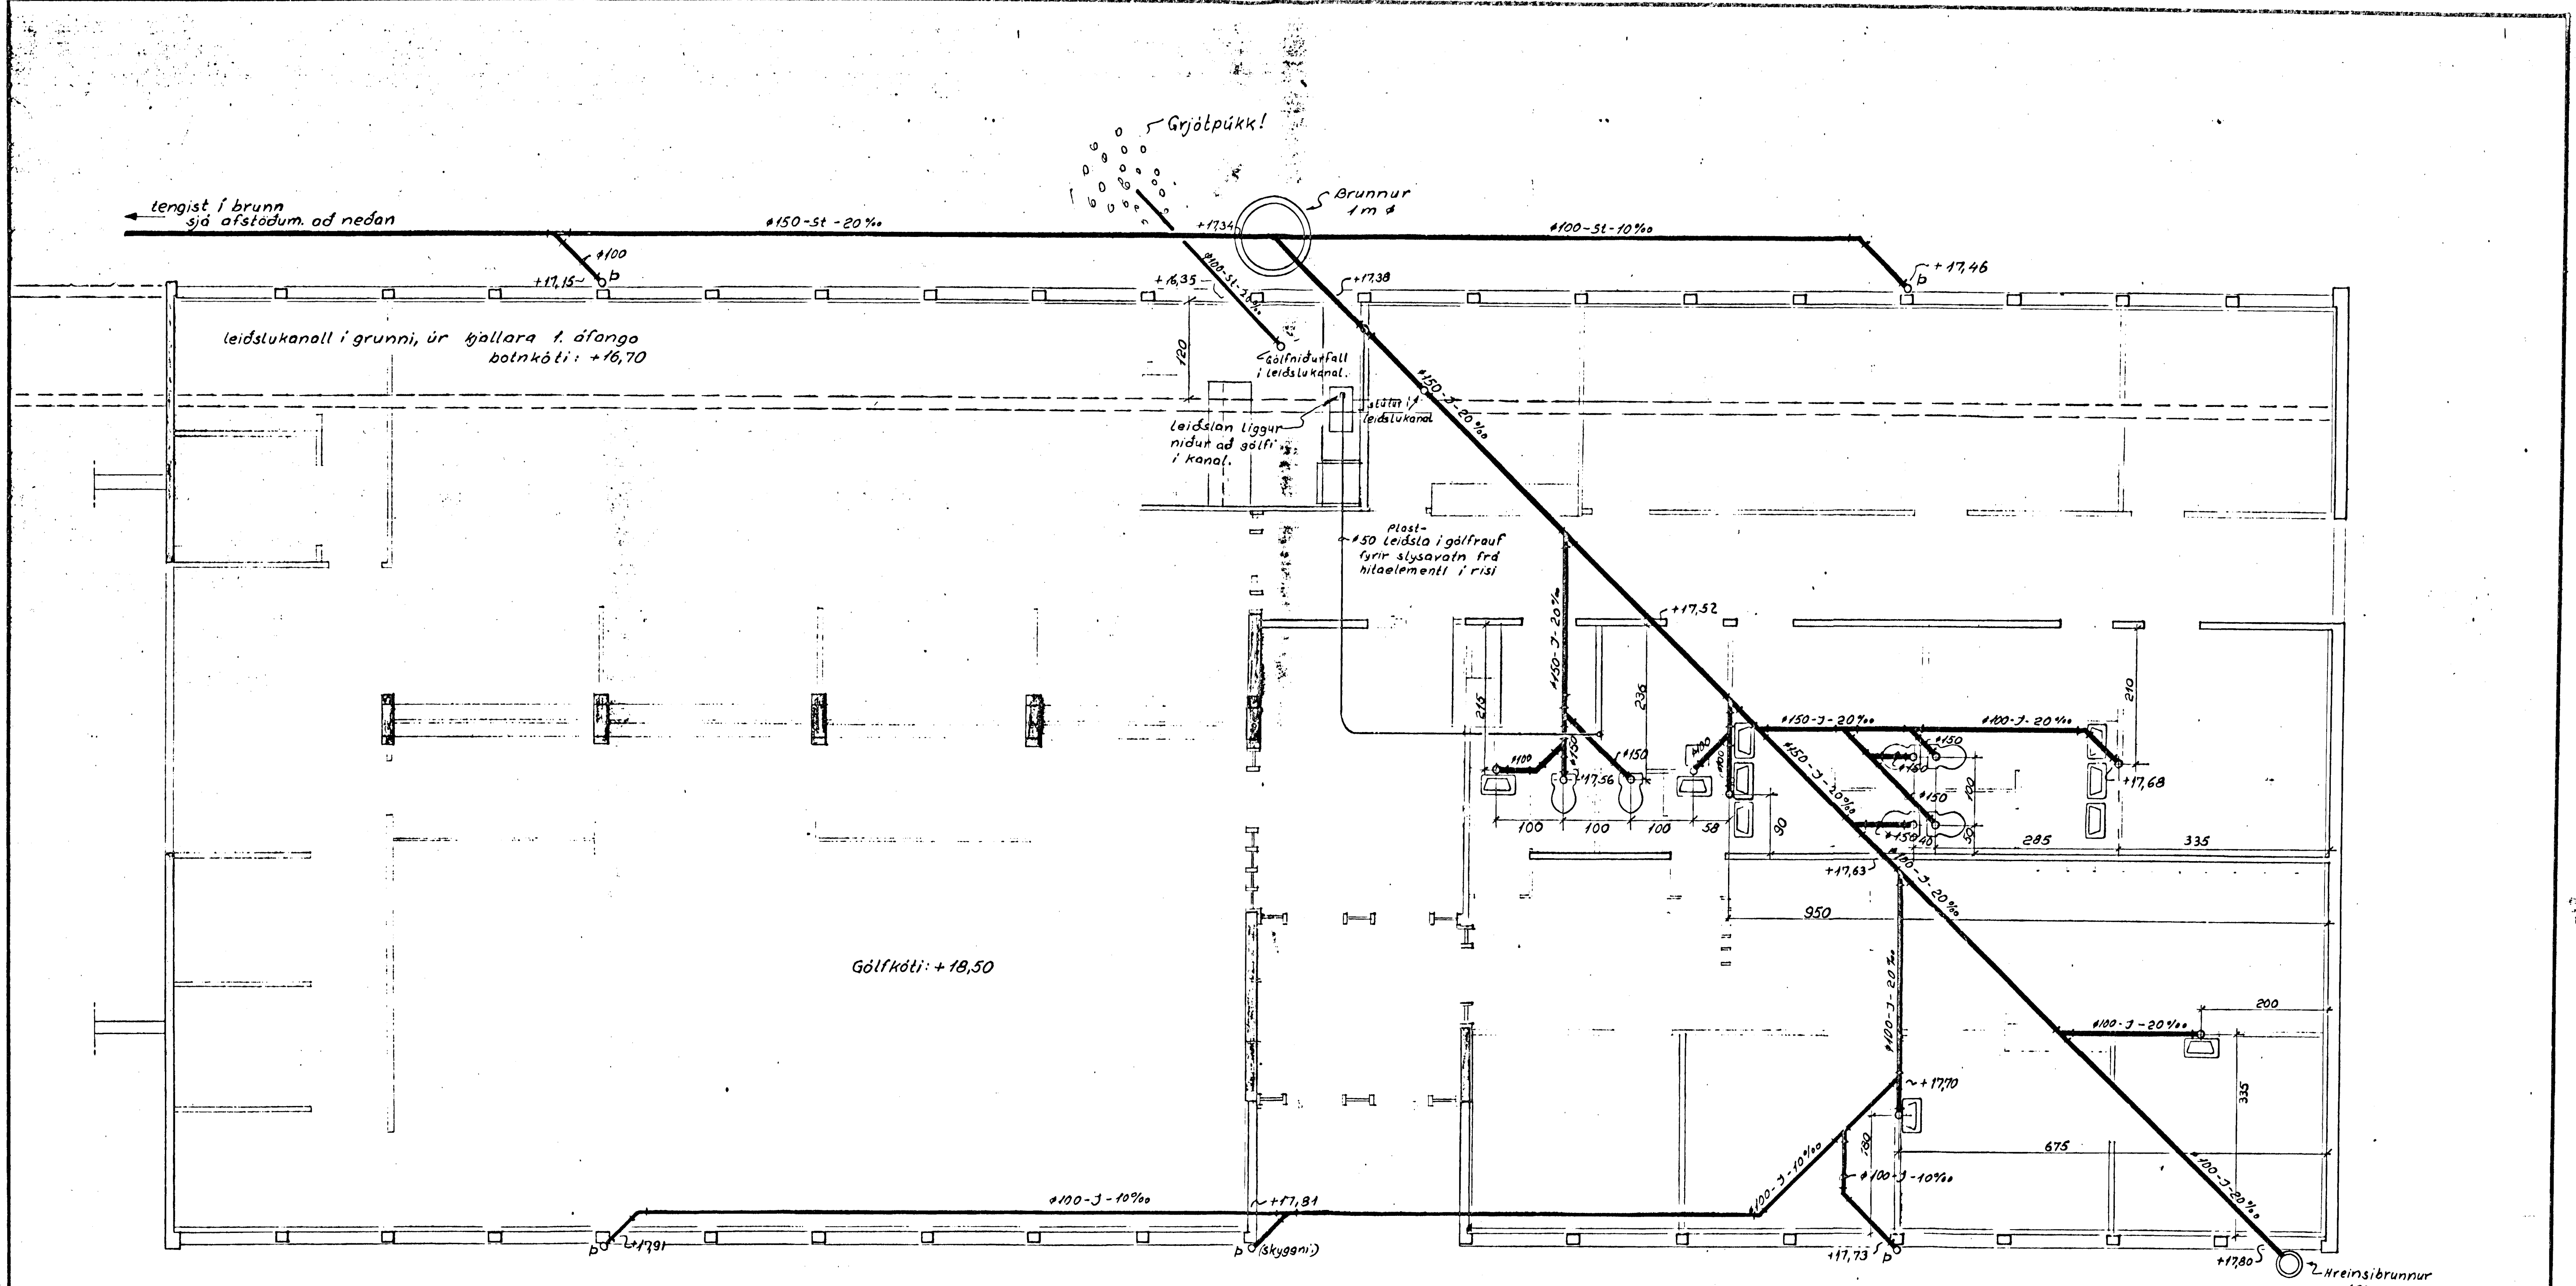 Grjótpúkk!
Brunnur
1 m ø
tengist í brunn
sjá afstöðum. að neðan
ø150-St-20‰
+17,34
ø100-St-10‰
ø100
+17,15
þ
ø100-St-20‰
+16,35
+17,38
+17,46
þ
leiðslukanall í grunni, úr kjallara 1. áfanga
botnkóti: +16,70
120
Gólfniðurfall
í leiðslukanal.
ø150-J-20‰
stútur í
leiðslukanal
leiðslan liggur
niður að gólfi
í kanal.
Plast-
ø50 leiðsla í gólfrauf
fyrir slysavatn frá
hitaelementi í risi
ø150-J-20‰
+17,52
215
235
210
ø150-J-20‰
ø100-J-20‰
ø100
ø150
ø150
+17,56
ø100
ø100
ø150-J-20‰
ø150
ø150
ø150
ø150
100
+17,68
100
100
100
58
90
40
50
285
335
+17,63
ø100-J-20‰
950
Gólfkóti: +18,50
ø100-J-20‰
200
ø100-J-20‰
+17,70
335
180
675
ø100-J-10‰
ø100-J-10‰
ø100-J-20‰
ø100-J-10‰
+17,81
þ
+17,91
þ (skyggni)
+17,73
þ
+17,80
Hreinsibrunnur